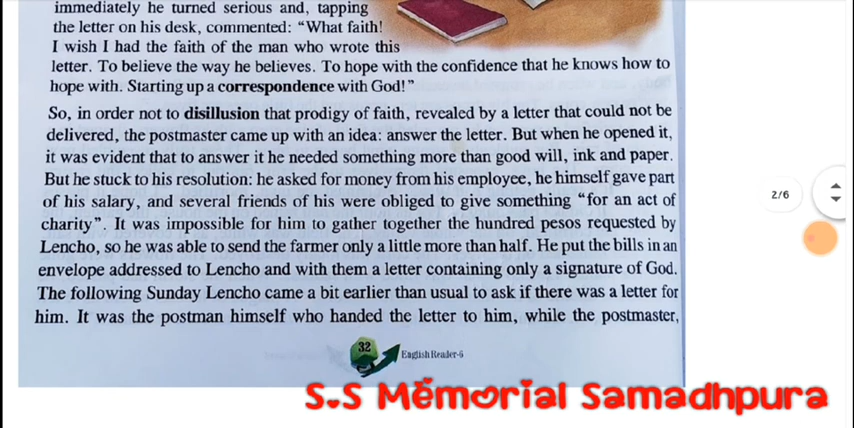 immediately he turned serious and, tapping
the letter on his desk, commented: “What faith!
I wish I had the faith of the man who wrote this
letter. To believe the way he believes. To hope with the confidence that he knows how to
hope with. Starting up a correspondence with God!”
So, in order not to disillusion that prodigy of faith, revealed by a letter that could not be
delivered, the postmaster came up with an idea: answer the letter. But when he opened it,
it was evident that to answer it he needed something more than good will, ink and paper.
But he stuck to his resolution: he asked for money from his employee, he himself gave part
of his salary, and several friends of his were obliged to give something “for an act of
charity”. It was impossible for him to gather together the hundred pesos requested by
Lencho, so he was able to send the farmer only a little more than half. He put the bills in an
envelope addressed to Lencho and with them a letter containing only a signature of God.
The following Sunday Lencho came a bit earlier than usual to ask if there was a letter for
him. It was the postman himself who handed the letter to him, while the postmaster,
32
English Reader-6
2/6
S.S Memorial Samadhpura